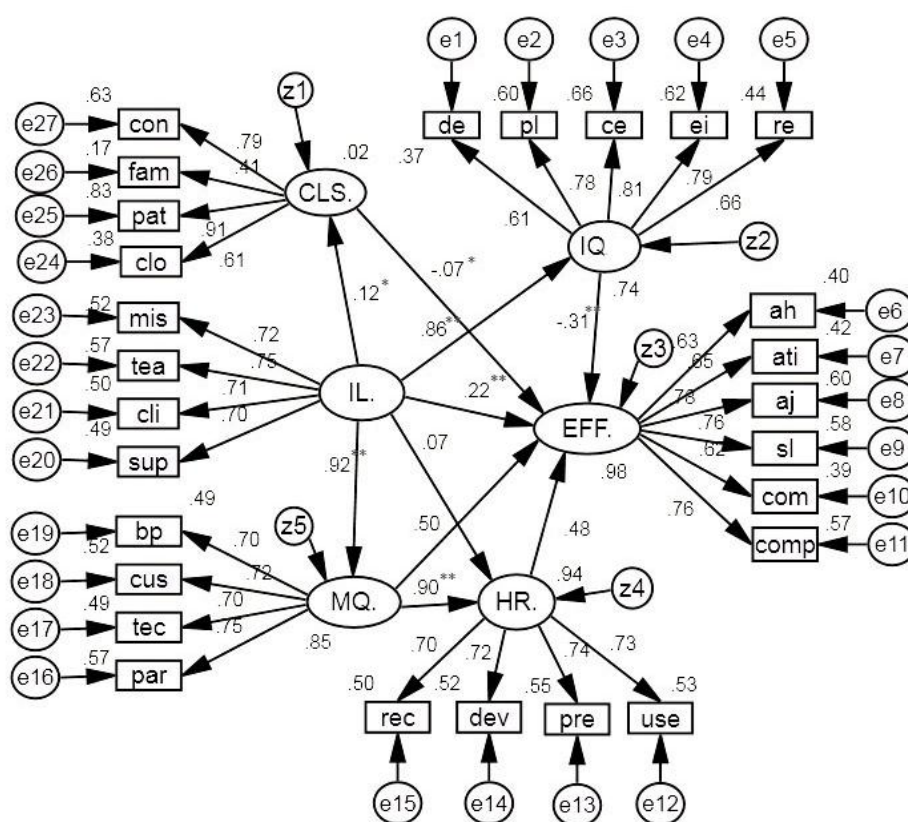 e1 e2 e3 e4 e5
.63 z1 .60 .66 .62 .44
e27 con de pl ce ei re
.17 .79 .02 .37
e26 fam .41
.83 CLS. .78 .81 .79
e25 pat .91 .61 .66
.38 .61 IQ z2
e24 clo -.07* .74 .40
.12* ah e6
.52 .86** -.31**
e23 mis .72 z3 .63 .65 .42
.57 ati e7
e22 tea .75 .78 .60
.50 .71 IL. .22** aj e8
e21 cli .70 .76 .58
.49 EFF. sl e9
e20 sup .07 .62 .39
.92** .98 com e10
.49 .76 .57
e19 bp .70 z5 .50 .48 comp e11
.52
e18 cus .72 .90** .94
.49 .70 MQ. HR. z4
e17 tec .75
.57 .85 .70 .72 .74 .73
e16 par
.50 .52 .55 .53
rec dev pre use
e15 e14 e13 e12